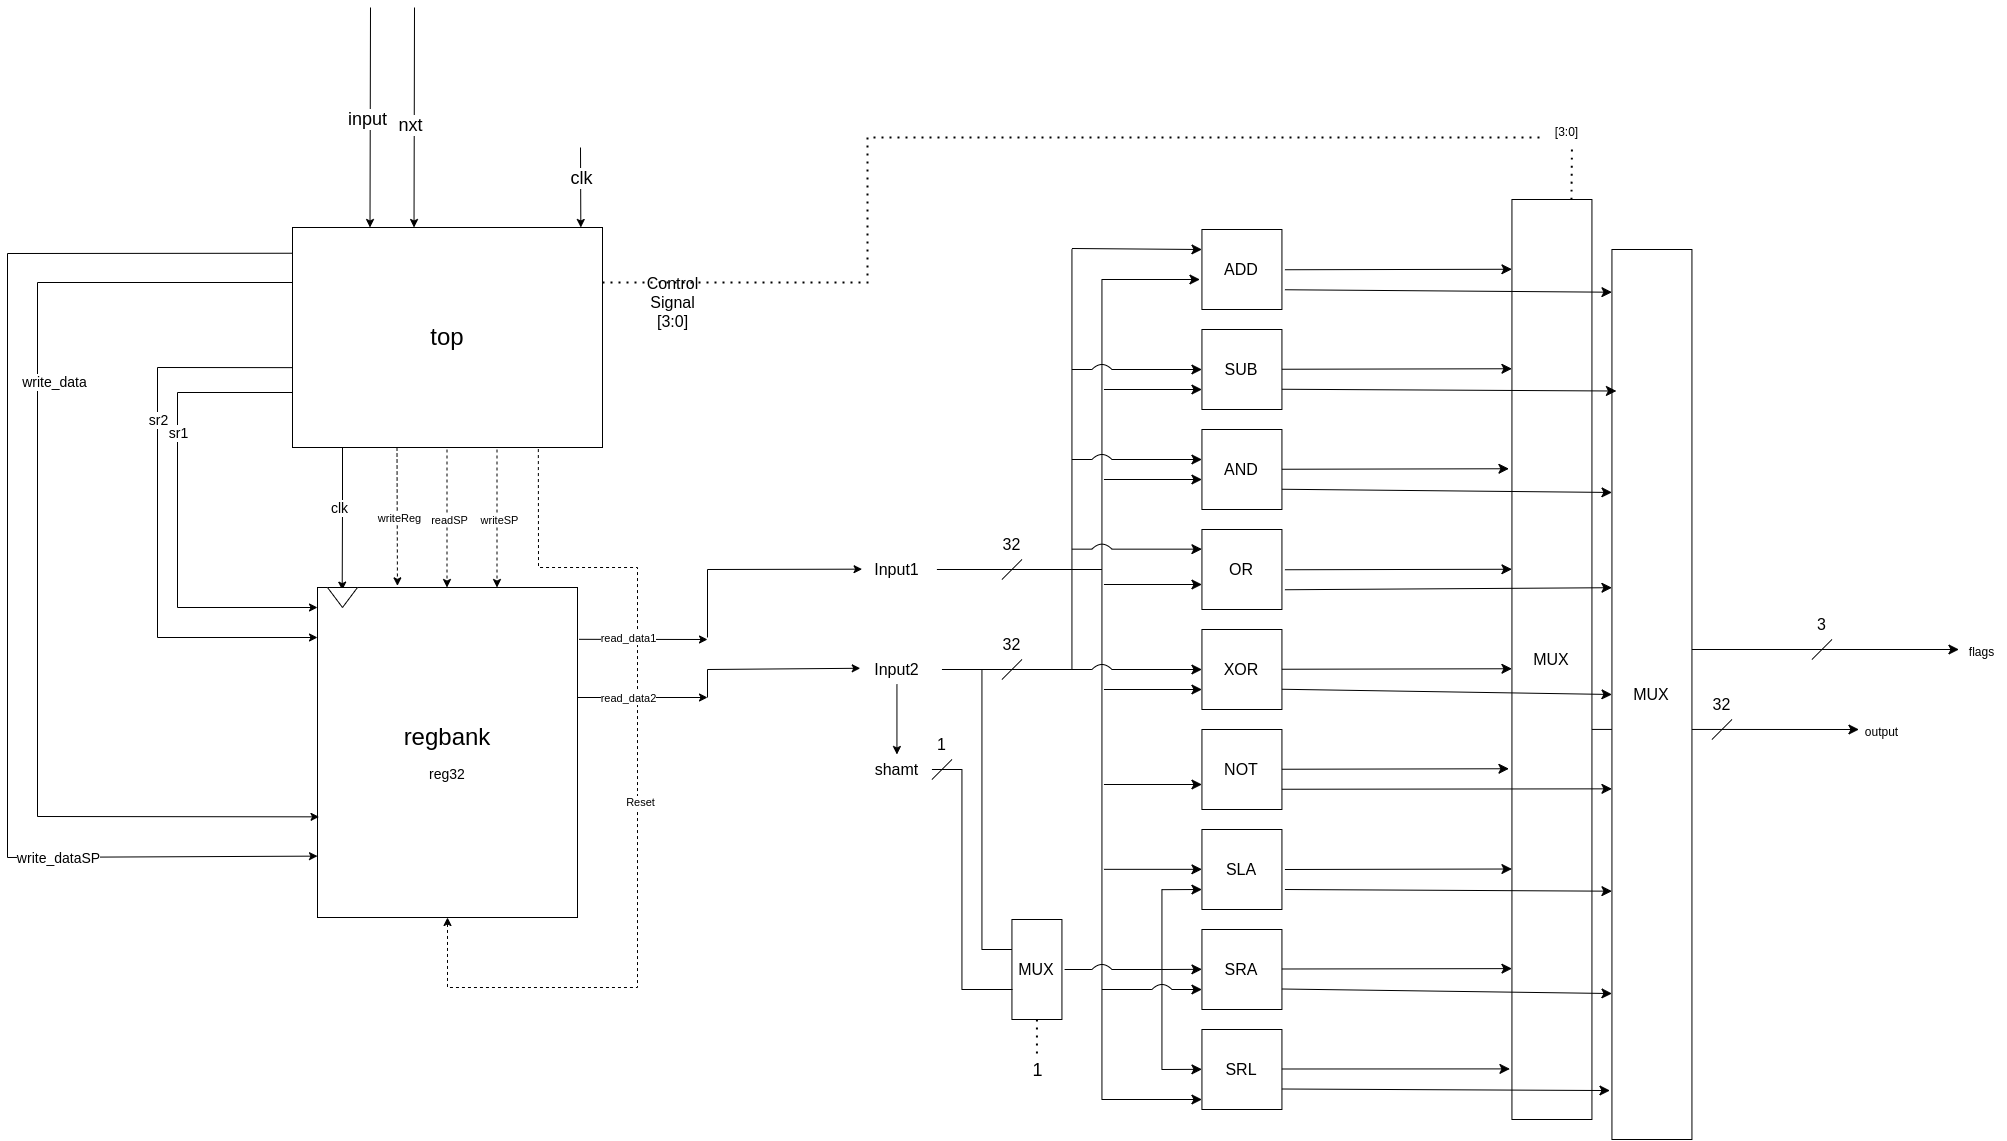 input
nxt
clk
[3:0]
Control
Signal
[3:0]
top
write_data
sr2
sr1
clk
writeReg
readSP
writeSP
read_data1
read_data2
regbank
reg32
Reset
write_dataSP
Input1
32
Input2
32
shamt
1
MUX
1
ADD
SUB
AND
OR
XOR
NOT
SLA
SRA
SRL
MUX
MUX
3
flags
32
output